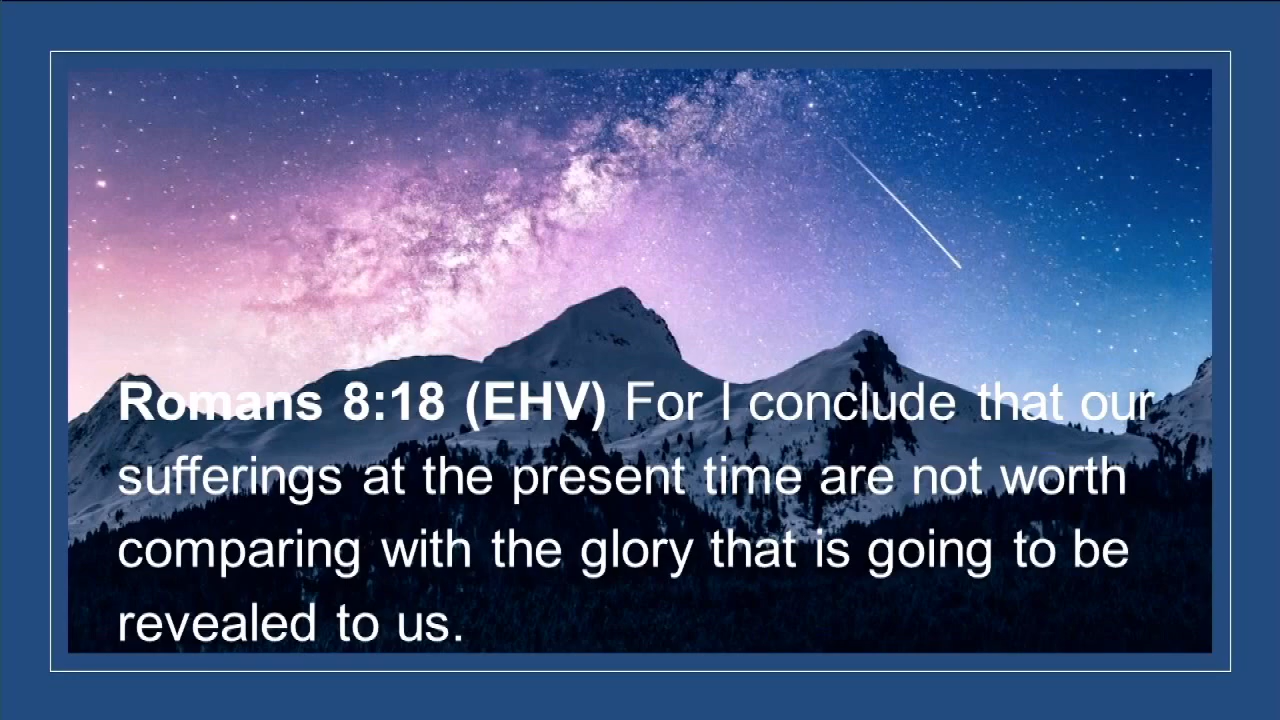 Romans 8:18 (EHV) For I conclude that our
sufferings at the present time are not worth
comparing with the glory that is going to be
revealed to us.